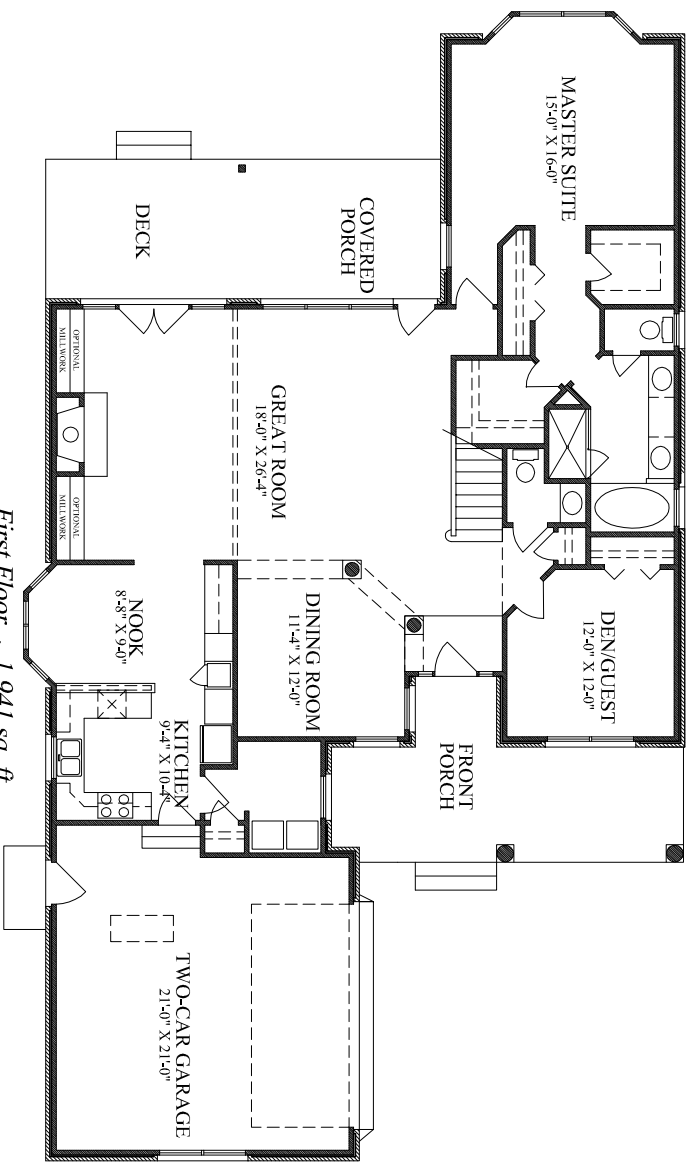 MASTER SUITE
15'-0" X 16-0"
COVERED
PORCH
DECK
OPTIONAL
MILLWORK
GREAT ROOM
18'-0" X 26'-4"
OPTIONAL
MILLWORK
DEN/GUEST
12'-0" X 12-0"
DINING ROOM
11'-4" X 12'-0"
NOOK
8'-8" X 9-0"
KITCHEN
9'-4" X 10-4"
FRONT
PORCH
TWO-CAR GARAGE
21'-0" X 21'-0"
First Floor 1,941 sq. ft